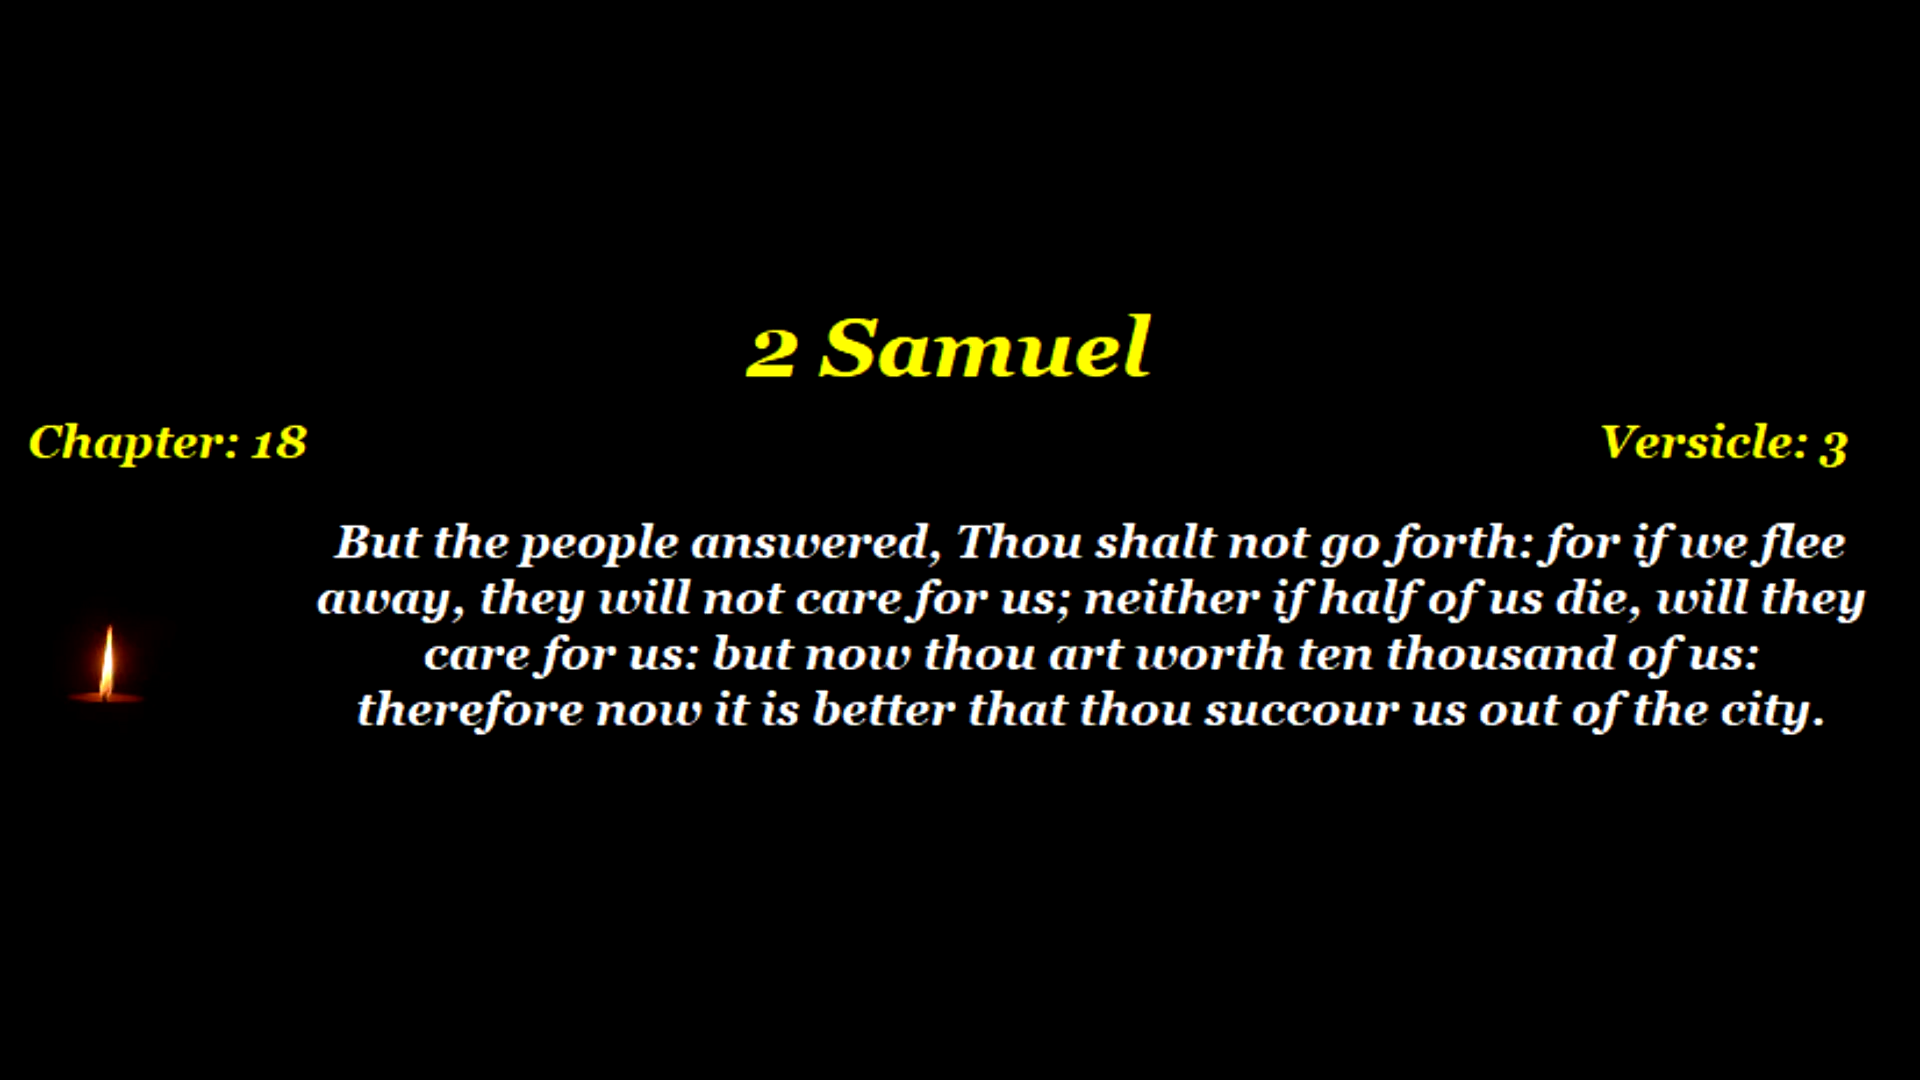 2 Samuel
Chapter: 18
Versicle: 3
But the people answered, Thou shalt not go forth: for if we flee
away, they will not care for us; neither if half of us die, will they
care for us: but now thou art worth ten thousand of us:
therefore now it is better that thou succour us out of the city.